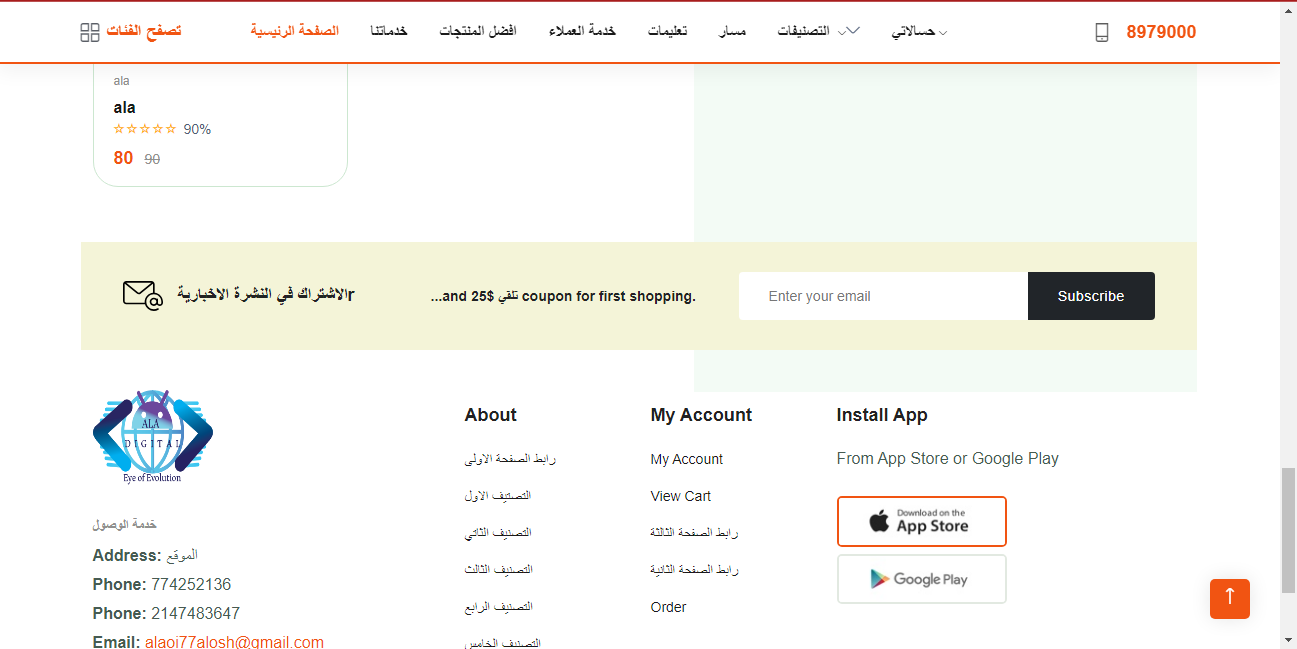 تصفح الفئات
الصفحة الرئيسية
خدماتنا
افضل المنتجات
خدمة العملاء
تعليمات
مسار
التصنيفات
حسالاتي
8979000
ala
ala
90%
80 90
الاشتراك في النشرة الاخباريةr
...and 25$ تلقي coupon for first shopping.
Enter your email
Subscribe
ALA
DIGITAL
Eye of Evolution
خدمة الوصول
Address: الموقع
Phone: 774252136
Phone: 2147483647
Email: alaoi77alosh@gmail.com
About
رابط الصفحة الاولى
التصنيف الاول
التصنيف الثاني
التصنيف الثالث
التصنيف الرابع
التصنيف الخامس
My Account
My Account
View Cart
رابط الصفحة الثالثة
رابط الصفحة الثانية
Order
Install App
From App Store or Google Play
Download on the
App Store
Google Play